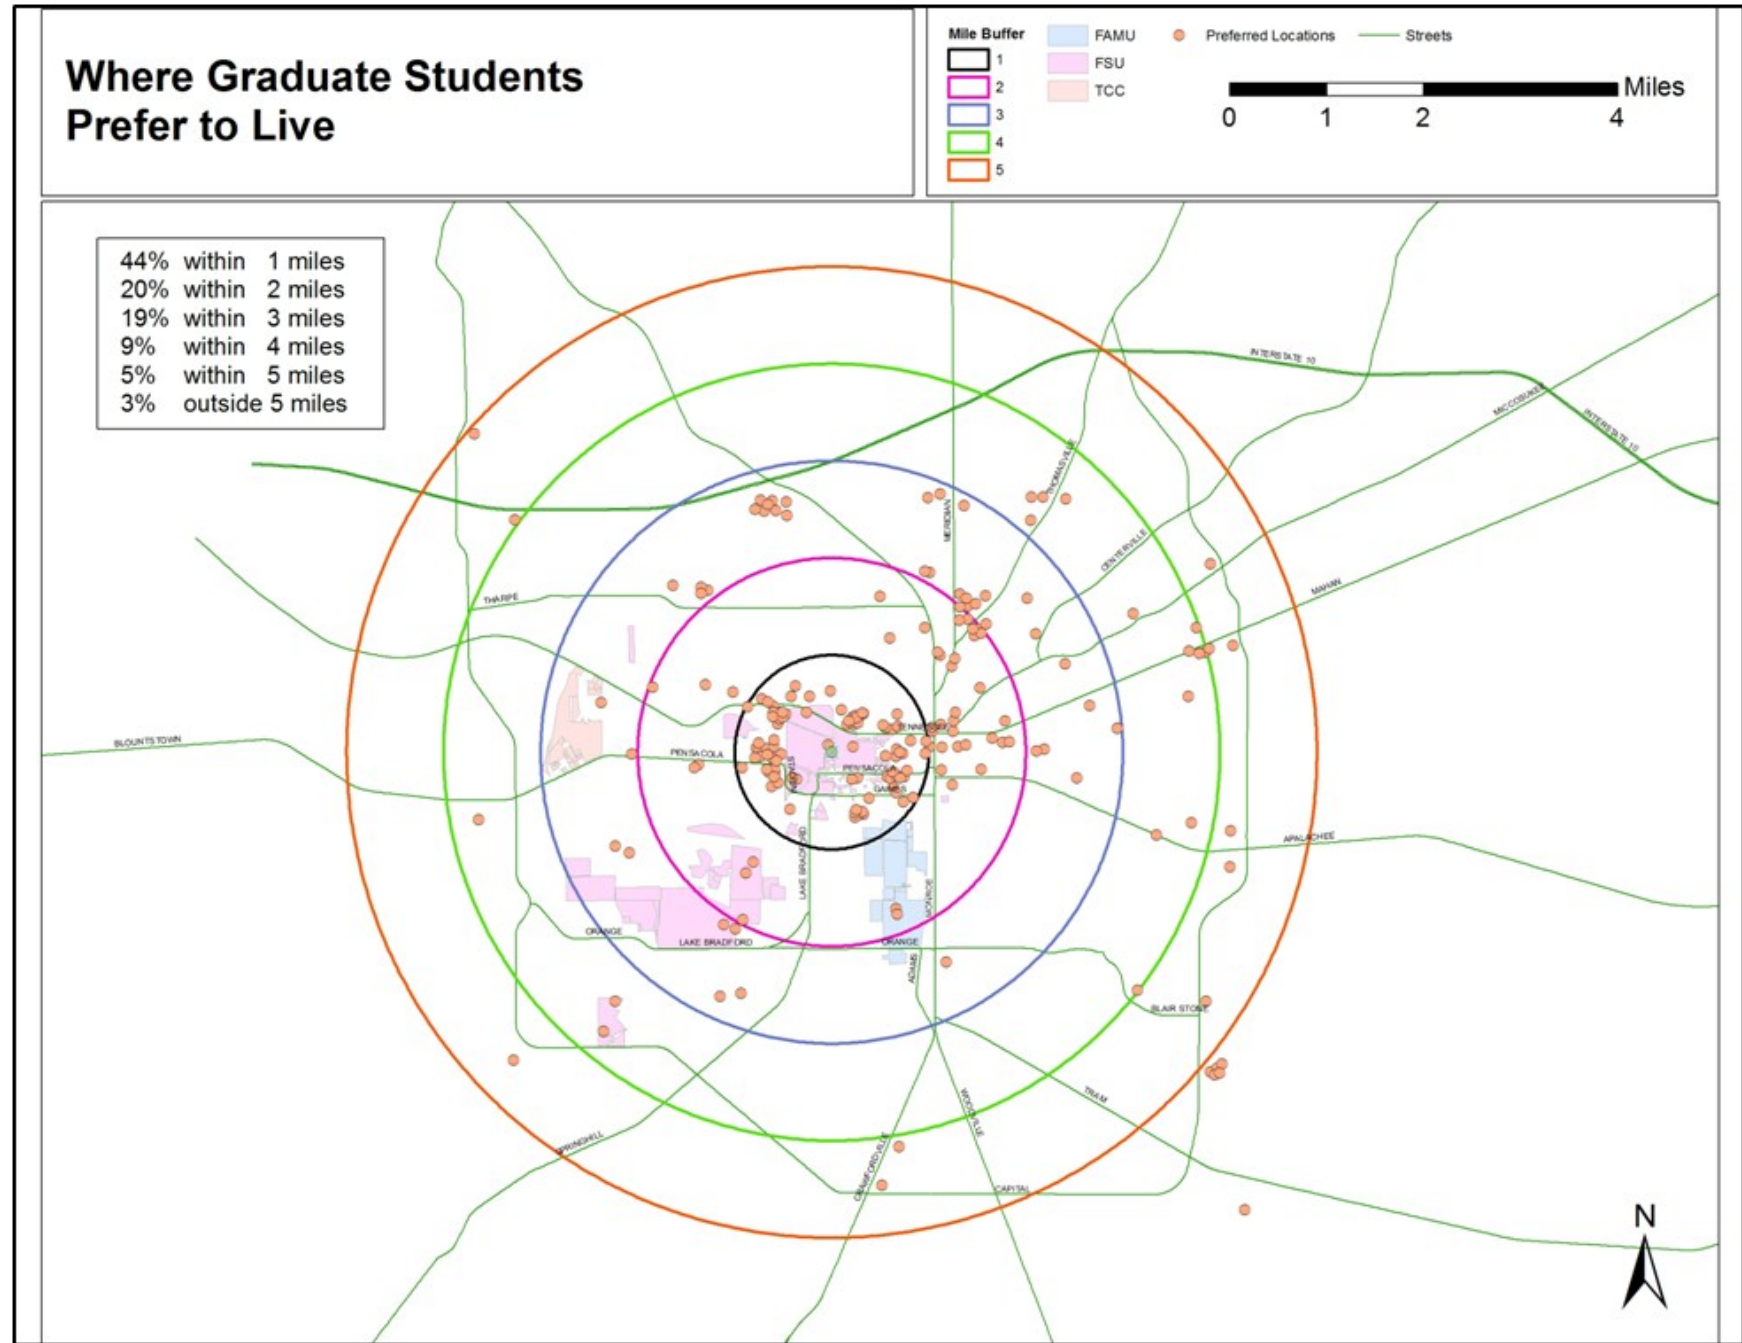 Where Graduate Students
Prefer to Live
Mile Buffer
1
2
3
4
5
FAMU
FSU
TCC
Preferred Locations
Streets
Miles
0 1 2 4
44% within 1 miles
20% within 2 miles
19% within 3 miles
9% within 4 miles
5% within 5 miles
3% outside 5 miles
INTERSTATE 10
MICCOSUKEE
INTERSTATE 10
THOMASVILLE
MERIDIAN
CENTERVILLE
MAHAN
THARPE
TENNESSEE
BLOUNTSTOWN
PENSACOLA
STADIUM
PENSACOLA
GAINES
APALACHEE
LAKE BRADFORD
MONROE
ORANGE
LAKE BRADFORD
ORANGE
ADAMS
BLAIR STONE
TRAM
WOODVILLE
SPRINGHILL
CRAWFORDVILLE
CAPITAL
N